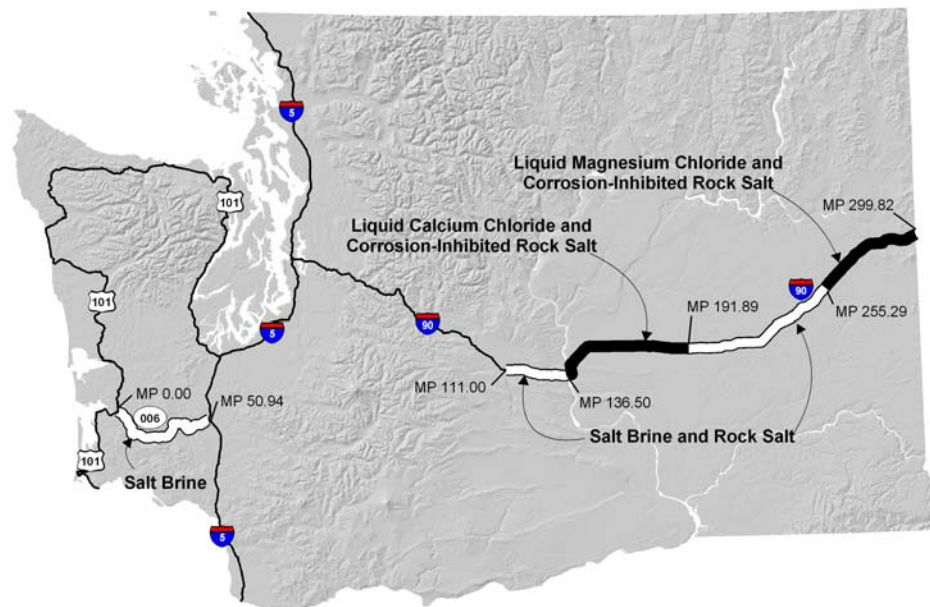 5
Liquid Magnesium Chloride and
Corrosion-Inhibited Rock Salt
101
101
MP 299.82
Liquid Calcium Chloride and
Corrosion-Inhibited Rock Salt
101
90
5
90
MP 191.89
MP 255.29
MP 111.00
MP 0.00
MP 50.94
006
MP 136.50
Salt Brine and Rock Salt
101
Salt Brine
5